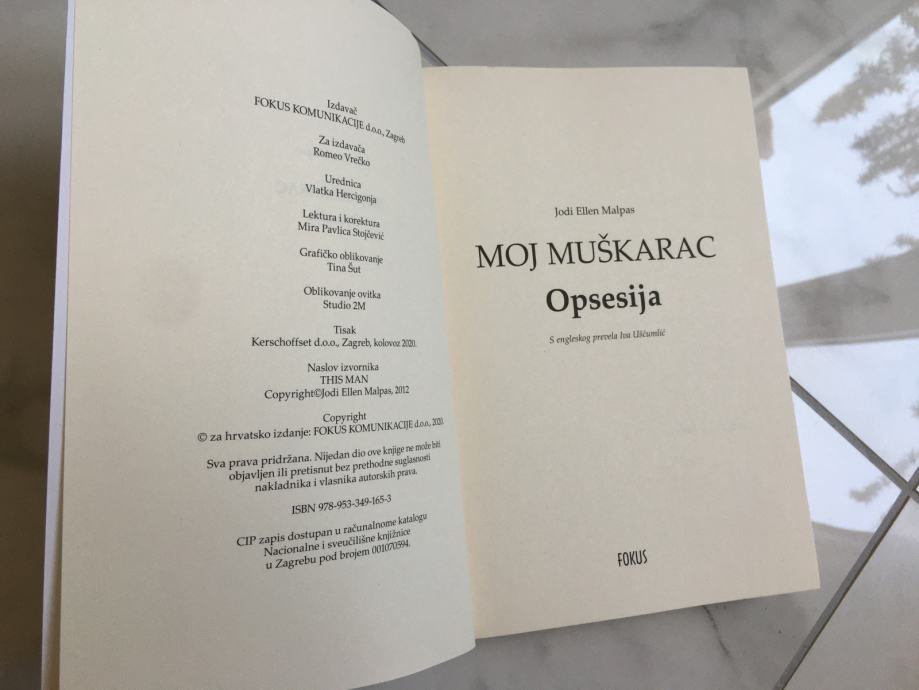 Izdavač
FOKUS KOMUNIKACIJE d.o.o., Zagreb
Za izdavača
Romeo Vrečko
Urednica
Vlatka Hercigonja
Lektura i korektura
Mira Pavlica Stojčević
Grafičko oblikovanje
Tina Šut
Oblikovanje ovitka
Studio 2M
Tisak
Kerschoffset d.o.o., Zagreb, kolovoz 2020.
Naslov izvornika
THIS MAN
Copyright©Jodi Ellen Malpas, 2012
Copyright
© za hrvatsko izdanje: FOKUS KOMUNIKACIJE d.o.o., 2020.
Sva prava pridržana. Nijedan dio ove knjige ne može biti
objavljen ili pretisnut bez prethodne suglasnosti
nakladnika i vlasnika autorskih prava.
ISBN 978-953-349-165-3
CIP zapis dostupan u računalnome katalogu
Nacionalne i sveučilišne knjižnice
u Zagrebu pod brojem 001070594.
Jodi Ellen Malpas
MOJ MUŠKARAC
Opsesija
S engleskog prevela Iva Ušćumlić
FOKUS